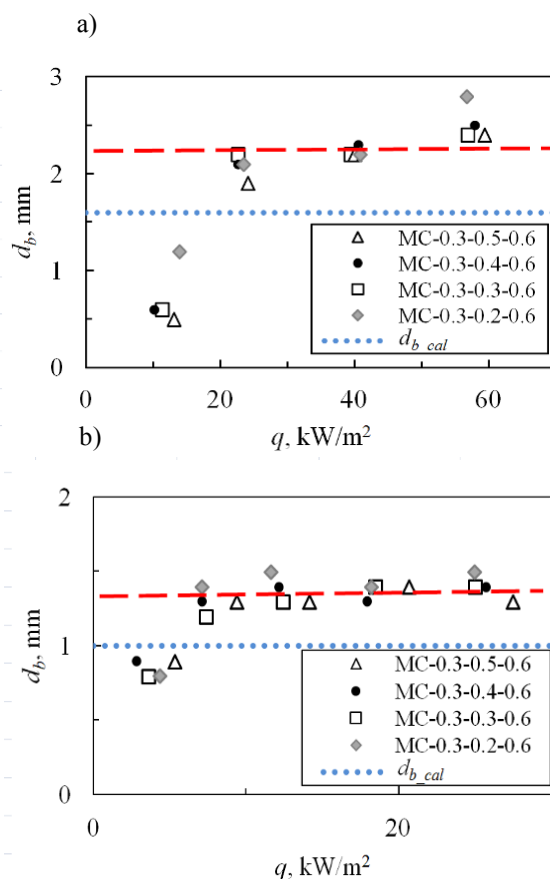 a)
3
2
1
0
d_b, mm
MC-0.3-0.5-0.6
MC-0.3-0.4-0.6
MC-0.3-0.3-0.6
MC-0.3-0.2-0.6
d_b_cal
0 20 40 60
q, kW/m²
b)
2
1
0
d_b, mm
MC-0.3-0.5-0.6
MC-0.3-0.4-0.6
MC-0.3-0.3-0.6
MC-0.3-0.2-0.6
d_b_cal
0 20
q, kW/m²